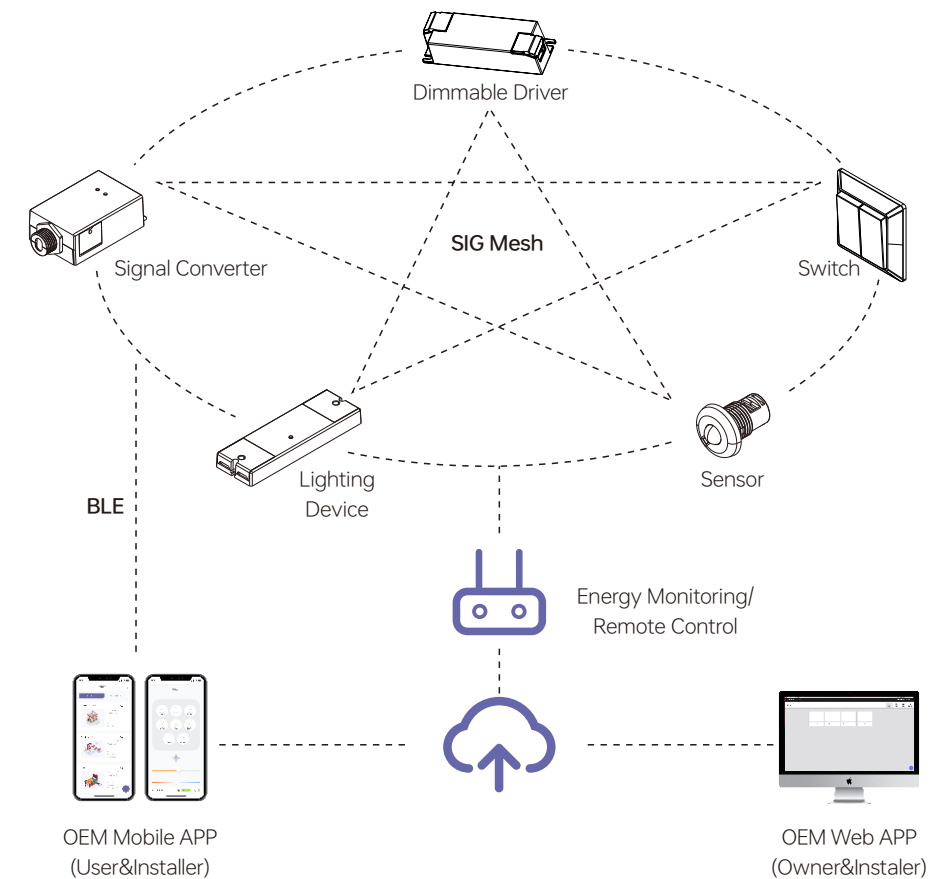 Dimmable Driver
SIG Mesh
Signal Converter
Switch
Lighting
Device
Sensor
BLE
Energy Monitoring/
Remote Control
OEM Mobile APP
(User&Installer)
OEM Web APP
(Owner&Instaler)